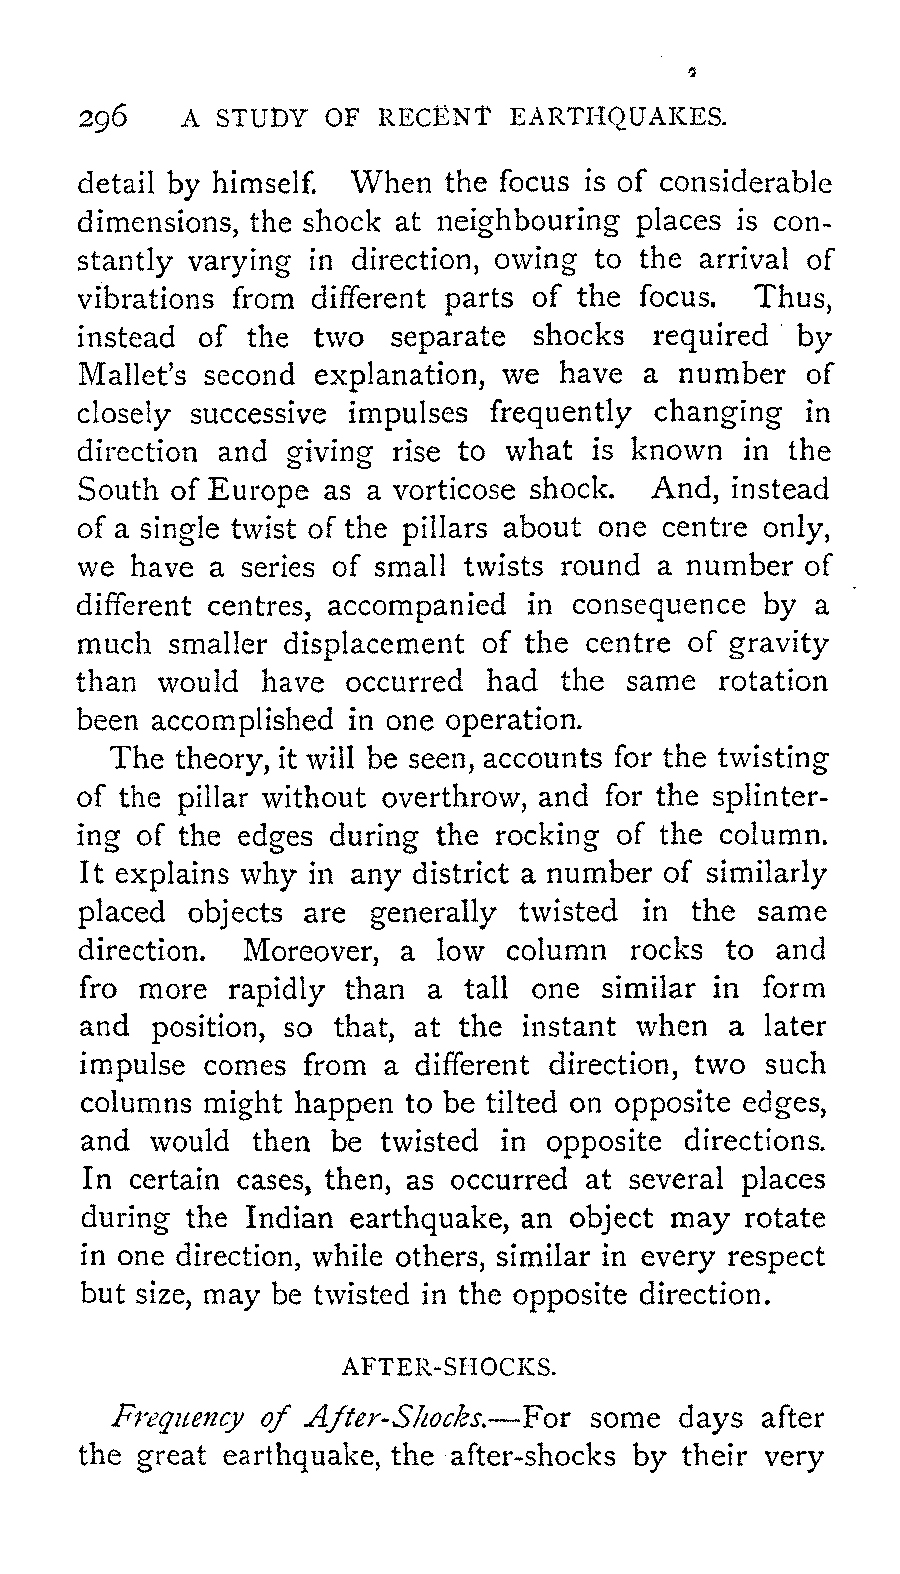 296 A STUDY OF RECENT EARTHQUAKES.
detail by himself. When the focus is of considerable
dimensions, the shock at neighbouring places is con-
stantly varying in direction, owing to the arrival of
vibrations from different parts of the focus. Thus,
instead of the two separate shocks required by
Mallet's second explanation, we have a number of
closely successive impulses frequently changing in
direction and giving rise to what is known in the
South of Europe as a vorticose shock. And, instead
of a single twist of the pillars about one centre only,
we have a series of small twists round a number of
different centres, accompanied in consequence by a
much smaller displacement of the centre of gravity
than would have occurred had the same rotation
been accomplished in one operation.
The theory, it will be seen, accounts for the twisting
of the pillar without overthrow, and for the splinter-
ing of the edges during the rocking of the column.
It explains why in any district a number of similarly
placed objects are generally twisted in the same
direction. Moreover, a low column rocks to and
fro more rapidly than a tall one similar in form
and position, so that, at the instant when a later
impulse comes from a different direction, two such
columns might happen to be tilted on opposite edges,
and would then be twisted in opposite directions.
In certain cases, then, as occurred at several places
during the Indian earthquake, an object may rotate
in one direction, while others, similar in every respect
but size, may be twisted in the opposite direction.
AFTER-SHOCKS.
Frequency of After-Shocks.—For some days after
the great earthquake, the after-shocks by their very